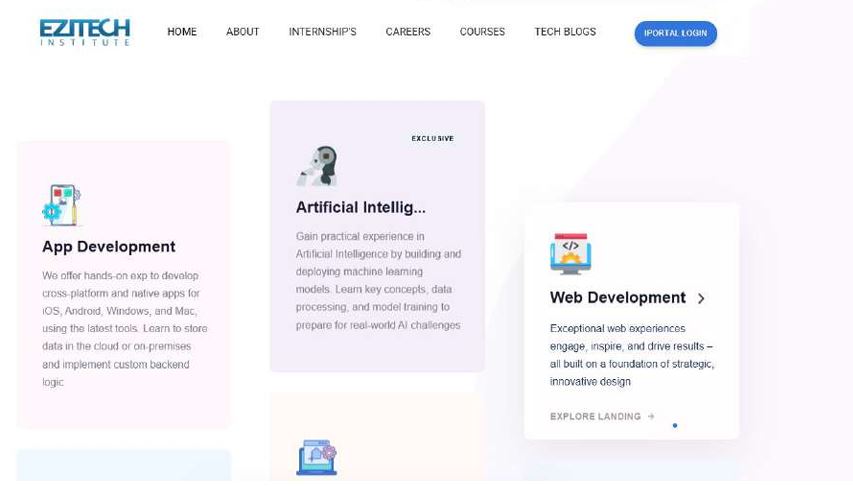 EZITECH
INSTITUTE
HOME
ABOUT
INTERNSHIP'S
CAREERS
COURSES
TECH BLOGS
IPORTAL LOGIN
App Development
We offer hands-on exp to develop
cross-platform and native apps for
iOS, Android, Windows, and Mac,
using the latest tools. Learn to store
data in the cloud or on-premises
and implement custom backend
logic
EXCLUSIVE
Artificial Intellig...
Gain practical experience in
Artificial Intelligence by building and
deploying machine learning
models. Learn key concepts, data
processing, and model training to
prepare for real-world AI challenges
</>
Web Development >
Exceptional web experiences
engage, inspire, and drive results –
all built on a foundation of strategic,
innovative design
EXPLORE LANDING →